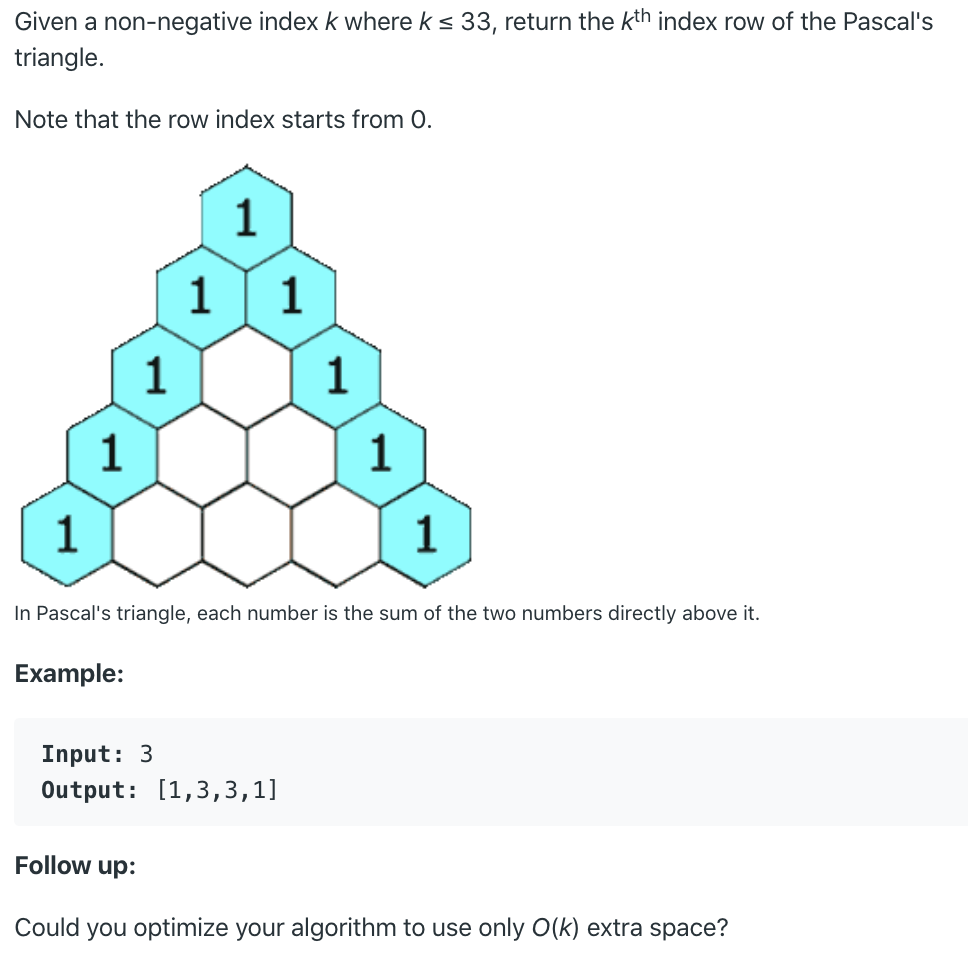 Given a non-negative index k where k ≤ 33, return the kth index row of the Pascal's
triangle.
Note that the row index starts from 0.
1
1 1
1 1
1 1
1 1
In Pascal's triangle, each number is the sum of the two numbers directly above it.
Example:
Input: 3
Output: [1,3,3,1]
Follow up:
Could you optimize your algorithm to use only O(k) extra space?